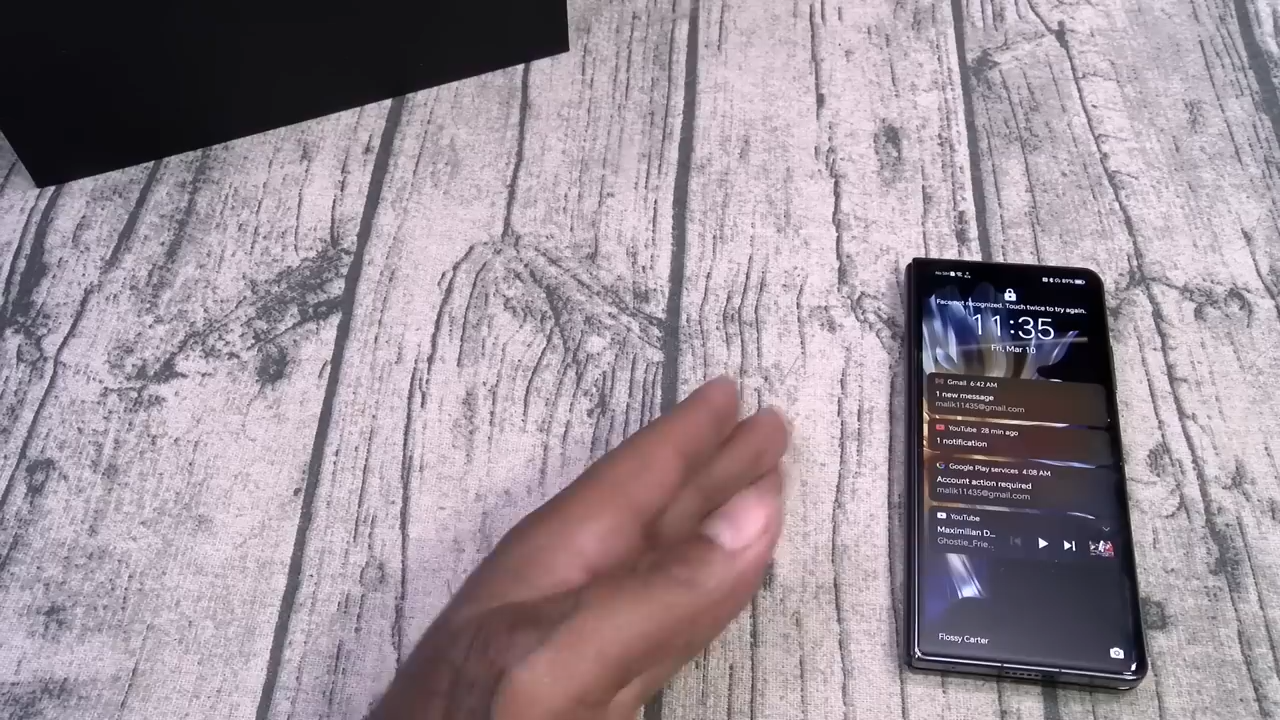 89%
Face not recognized. Touch twice to try again.
11:35
Fri, Mar 10
Gmail 6:42 AM
1 new message
malik11435@gmail.com
YouTube 28 min ago
1 notification
Google Play services 4:08 AM
Account action required
malik11435@gmail.com
YouTube
Maximilian D...
Ghostie_Frie...
Flossy Carter